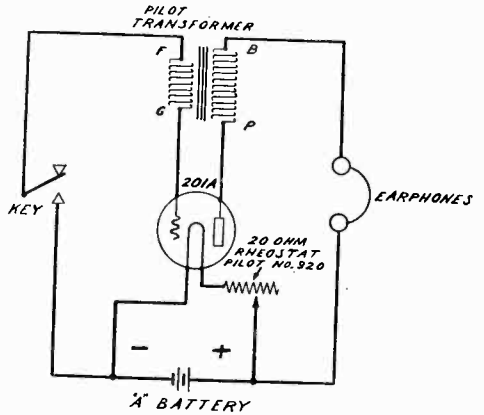 PILOT
TRANSFORMER
F
B
G
P
201A
KEY
EARPHONES
20 OHM
RHEOSTAT
PILOT NO. 920
- +
"A" BATTERY